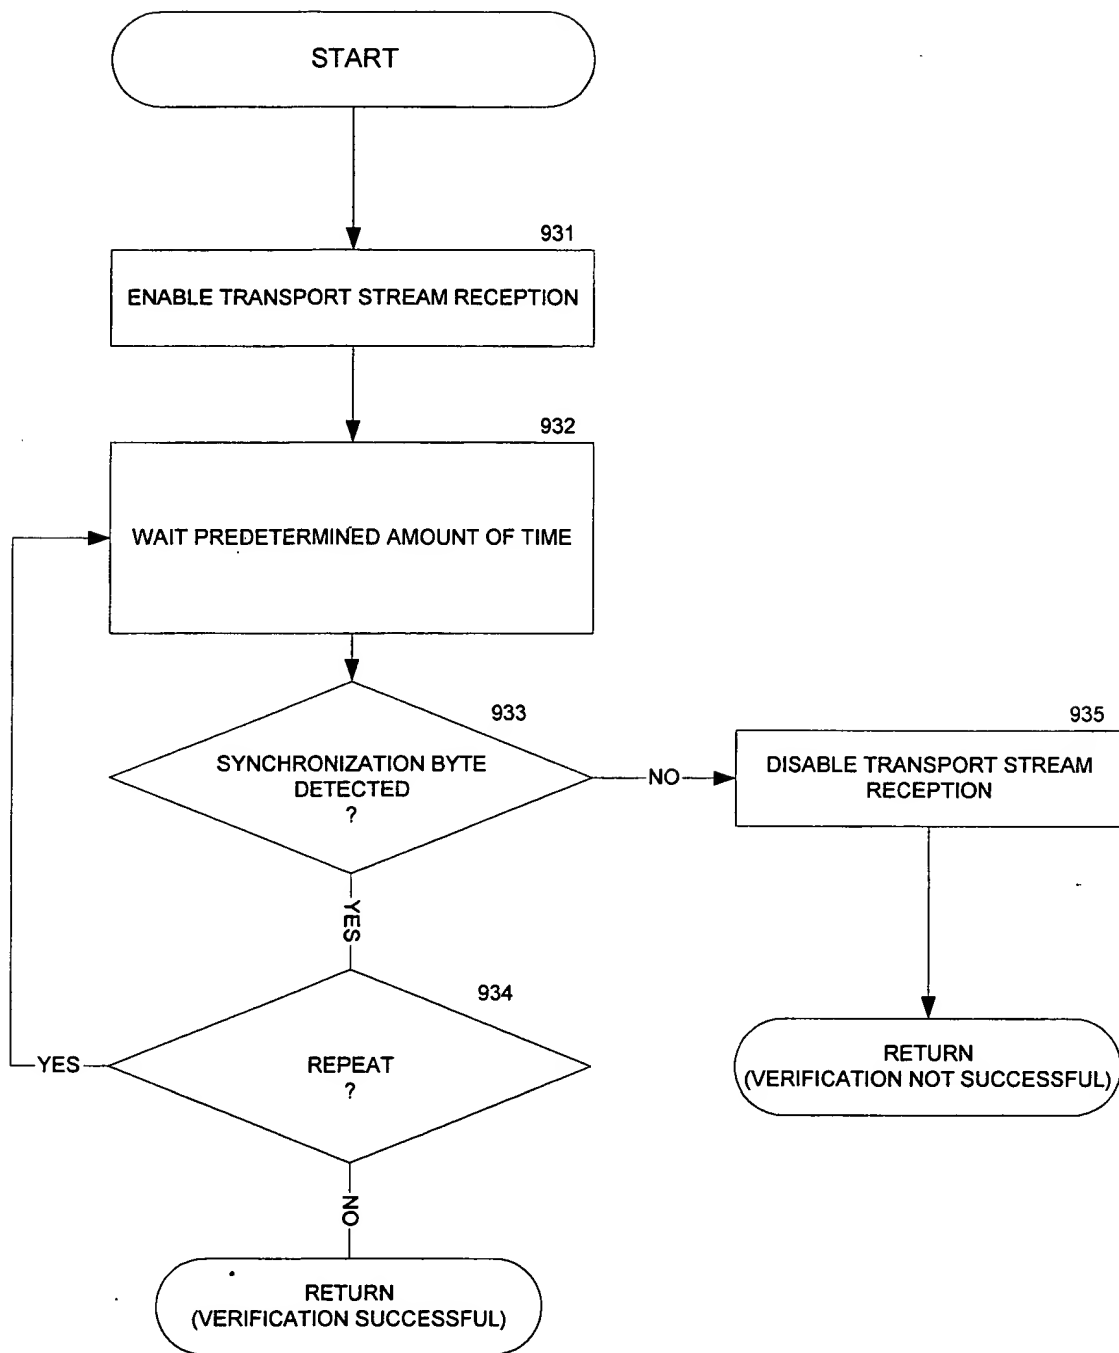 START
931
ENABLE TRANSPORT STREAM RECEPTION
932
WAIT PREDETERMINED AMOUNT OF TIME
933
SYNCHRONIZATION BYTE
DETECTED
?
NO
935
DISABLE TRANSPORT STREAM
RECEPTION
YES
934
REPEAT
?
YES
RETURN
(VERIFICATION NOT SUCCESSFUL)
NO
RETURN
(VERIFICATION SUCCESSFUL)